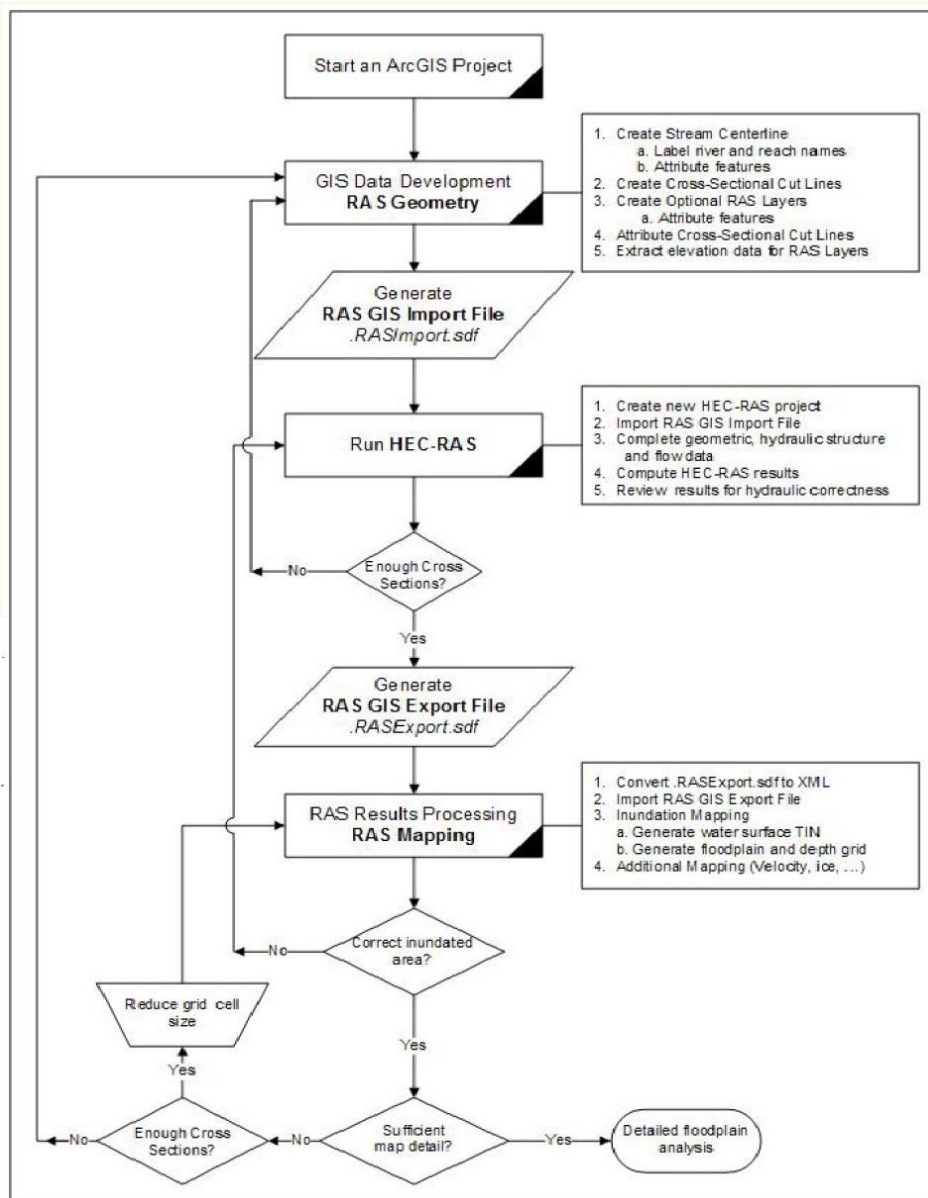 Start an ArcGIS Project
GIS Data Development
RAS Geometry
1. Create Stream Centerline
a. Label river and reach names
b. Attribute features
2. Create Cross-Sectional Cut Lines
3. Create Optional RAS Layers
a. Attribute features
4. Attribute Cross-Sectional Cut Lines
5. Extract elevation data for RAS Layers
Generate
RAS GIS Import File
.RASImport.sdf
Run HEC-RAS
1. Create new HEC-RAS project
2. Import RAS GIS Import File
3. Complete geometric, hydraulic structure
and flow data
4. Compute HEC-RAS results
5. Review results for hydraulic correctness
No
Enough Cross
Sections?
Yes
Generate
RAS GIS Export File
.RASExport.sdf
RAS Results Processing
RAS Mapping
1. Convert .RASExport.sdf to XML
2. Import RAS GIS Export File
3. Inundation Mapping
a. Generate water surface TIN
b. Generate floodplain and depth grid
4. Additional Mapping (Velocity, ice, ...)
No
Correct inundated
area?
Reduce grid cell
size
Yes
Yes
No
Enough Cross
Sections?
No
Sufficient
map detail?
Yes
Detailed floodplain
analysis